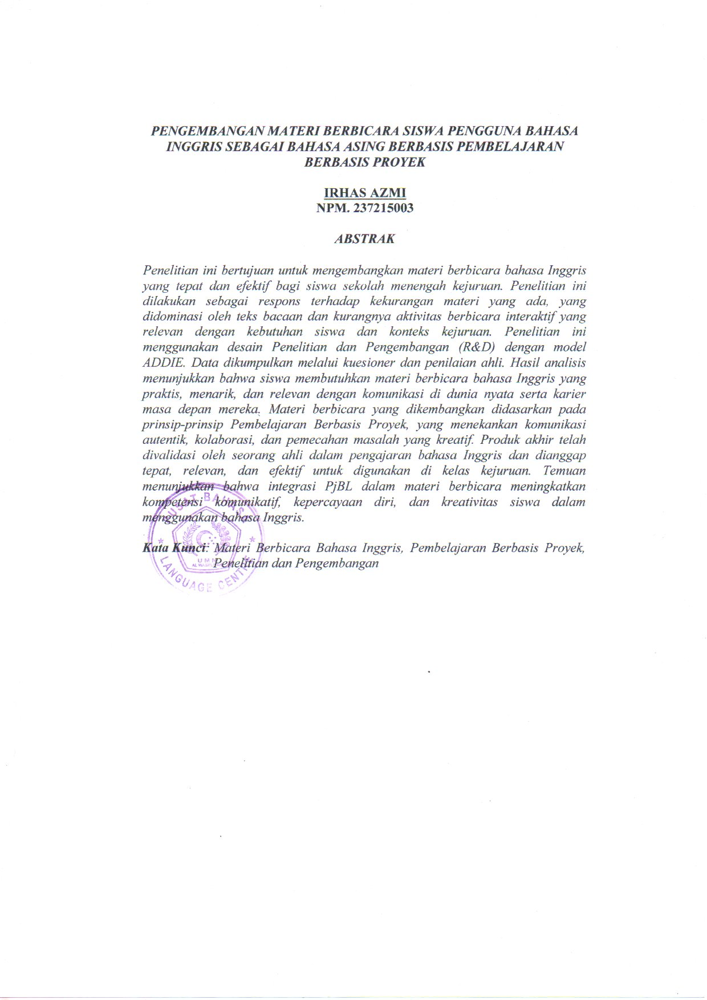 PENGEMBANGAN MATERI BERBICARA SISWA PENGGUNA BAHASA
INGGRIS SEBAGAI BAHASA ASING BERBASIS PEMBELAJARAN
BERBASIS PROYEK
IRHAS AZMI
NPM. 237215003
ABSTRAK
Penelitian ini bertujuan untuk mengembangkan materi berbicara bahasa Inggris
yang tepat dan efektif bagi siswa sekolah menengah kejuruan. Penelitian ini
dilakukan sebagai respons terhadap kekurangan materi yang ada, yang
didominasi oleh teks bacaan dan kurangnya aktivitas berbicara interaktif yang
relevan dengan kebutuhan siswa dan konteks kejuruan. Penelitian ini
menggunakan desain Penelitian dan Pengembangan (R&D) dengan model
ADDIE. Data dikumpulkan melalui kuesioner dan penilaian ahli. Hasil analisis
menunjukkan bahwa siswa membutuhkan materi berbicara bahasa Inggris yang
praktis, menarik, dan relevan dengan komunikasi di dunia nyata serta karier
masa depan mereka. Materi berbicara yang dikembangkan didasarkan pada
prinsip-prinsip Pembelajaran Berbasis Proyek, yang menekankan komunikasi
autentik, kolaborasi, dan pemecahan masalah yang kreatif. Produk akhir telah
divalidasi oleh seorang ahli dalam pengajaran bahasa Inggris dan dianggap
tepat, relevan, dan efektif untuk digunakan di kelas kejuruan. Temuan
menunjukkan bahwa integrasi PjBL dalam materi berbicara meningkatkan
kompetensi komunikatif, kepercayaan diri, dan kreativitas siswa dalam
menggunakan bahasa Inggris.
Kata Kunci: Materi Berbicara Bahasa Inggris, Pembelajaran Berbasis Proyek,
Penelitian dan Pengembangan
PUSAT BAHASA
UMN
LANGUAGE CENTRE